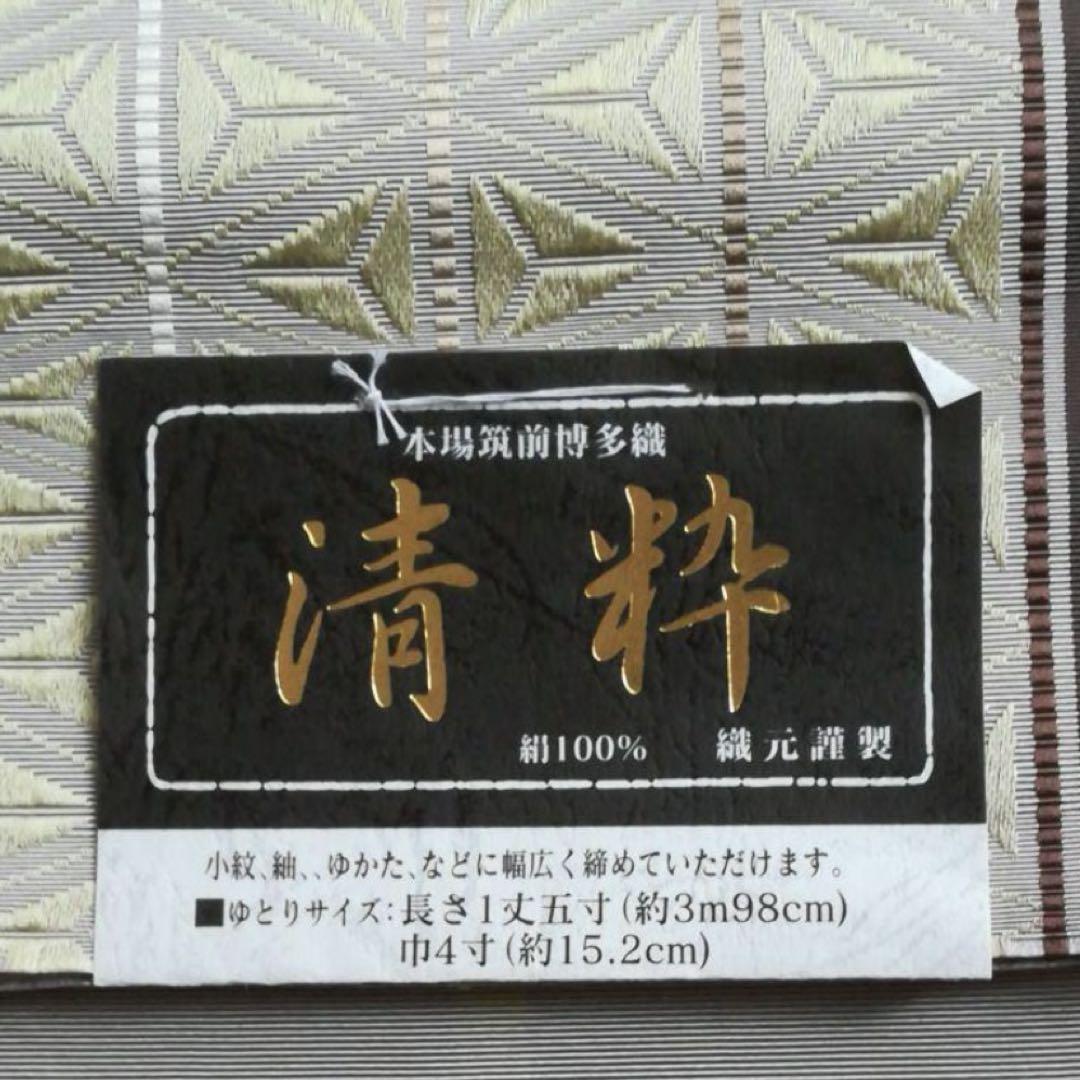 本場筑前博多織
清粋
絹100% 織元謹製
小紋、紬、、ゆかた、などに幅広く締めていただけます。
■ゆとりサイズ:長さ1丈五寸(約3m98cm)
巾4寸(約15.2cm)